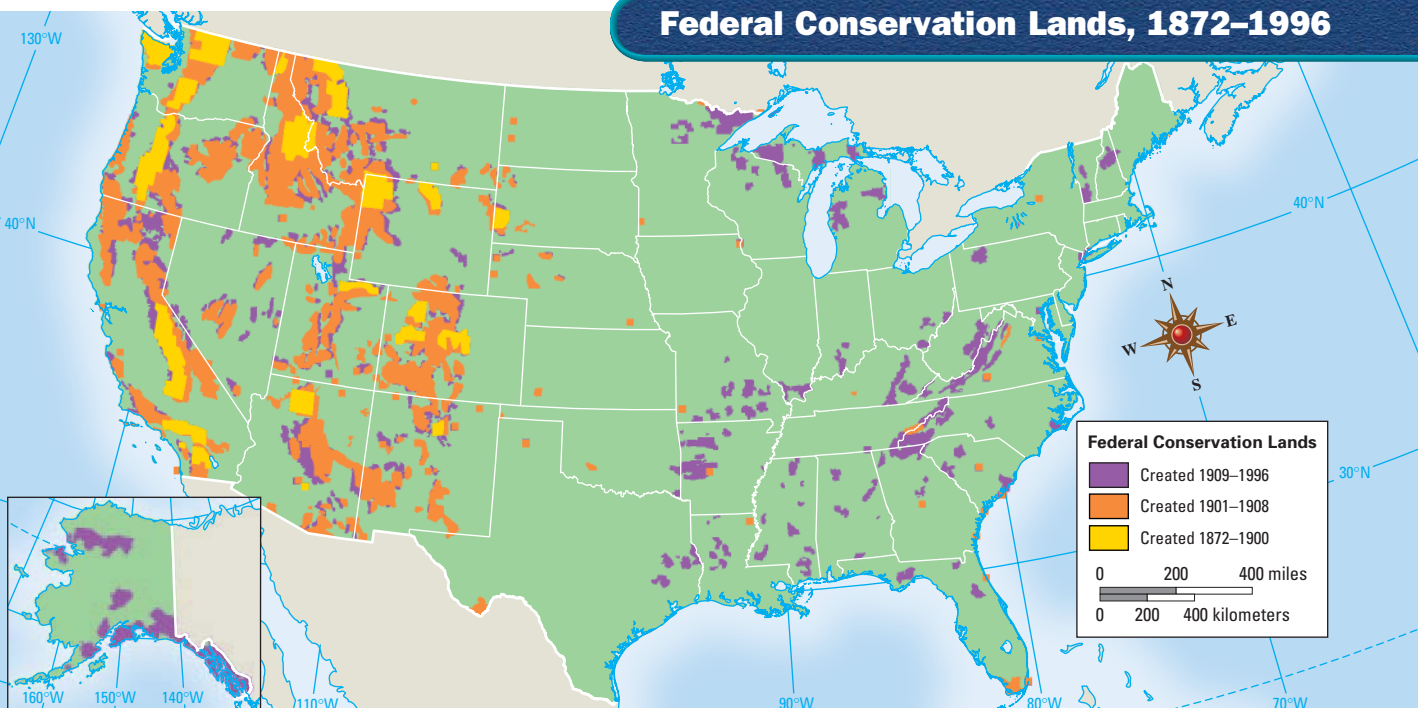 Federal Conservation Lands, 1872–1996
130°W
40°N
40°N
N
E
W
S
30°N
Federal Conservation Lands
Created 1909–1996
Created 1901–1908
Created 1872–1900
0 200 400 miles
0 200 400 kilometers
160°W 150°W 140°W 110°W 90°W 80°W 70°W